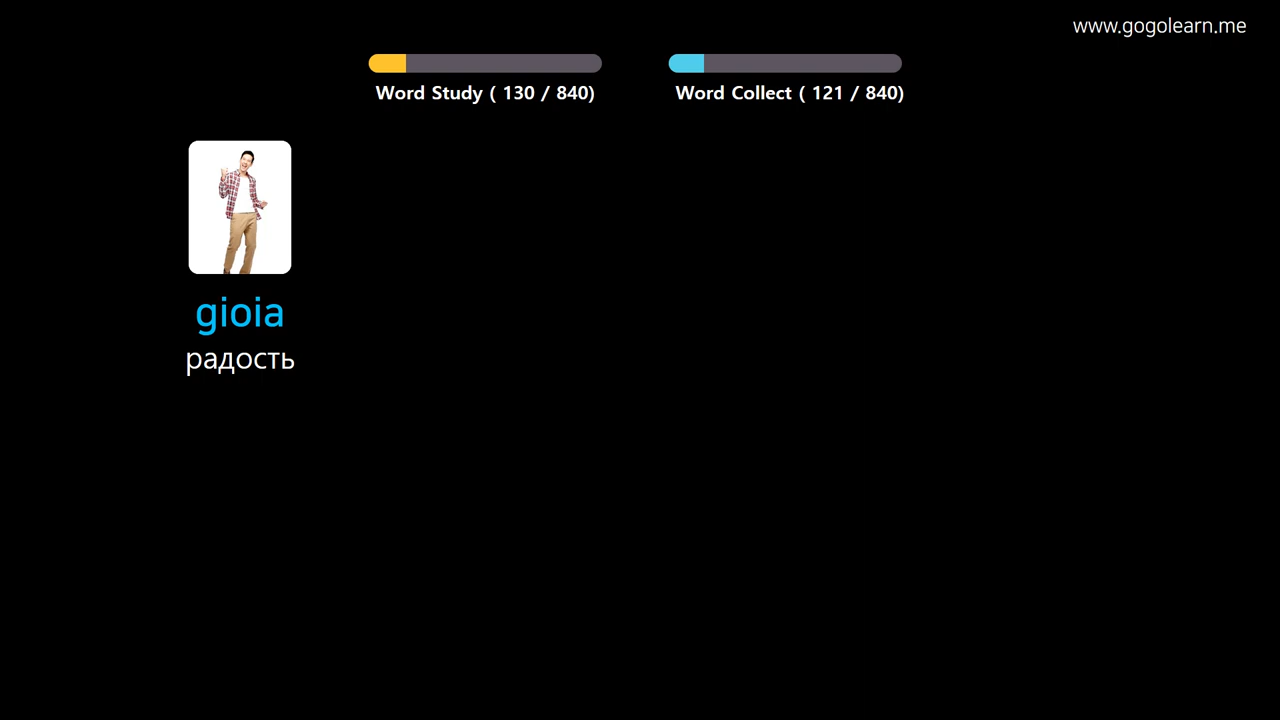 www.gogolearn.me
Word Study ( 130 / 840)
Word Collect ( 121 / 840)
gioia
радость